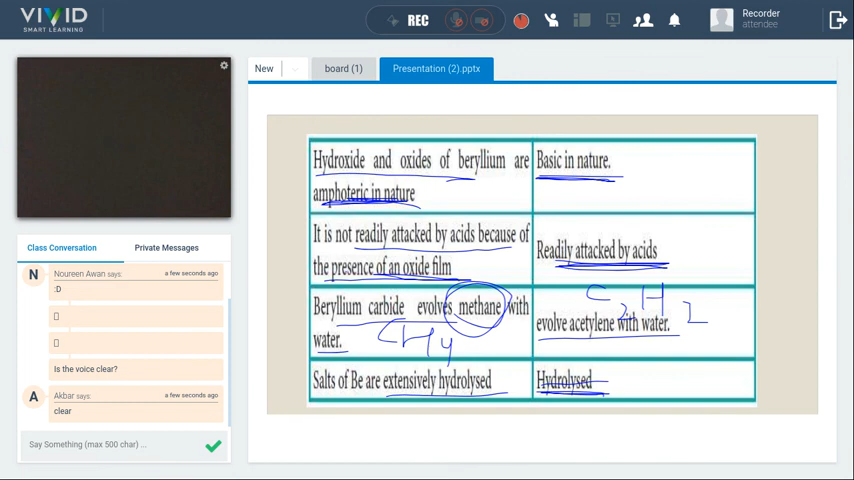 VIVID
SMART LEARNING
REC
Recorder
attendee
New
board (1)
Presentation (2).pptx
Hydroxide and oxides of beryllium are
amphoteric in nature
Basic in nature.
It is not readily attacked by acids because of
the presence of an oxide film
Readily attacked by acids
Beryllium carbide evolves methane with
water.
CH4
C2H2
evolve acetylene with water.
Salts of Be are extensively hydrolysed
Hydrolysed
Class Conversation
Private Messages
N
Noureen Awan says:
a few seconds ago
:D
Is the voice clear?
A
Akbar says:
a few seconds ago
clear
Say Something (max 500 char) ...